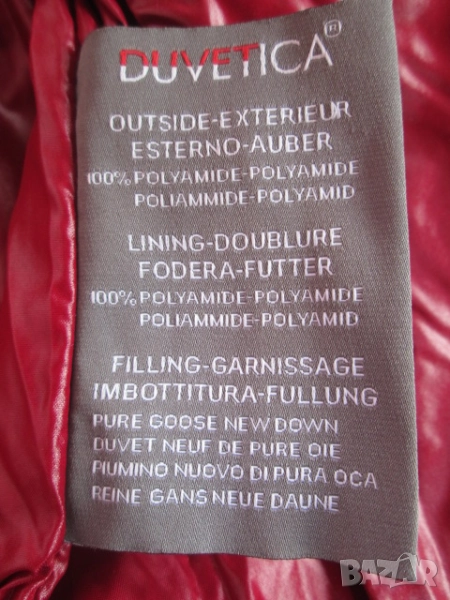 DUVETICA®
OUTSIDE-EXTERIEUR
ESTERNO-AUBER
100% POLYAMIDE-POLYAMIDE
POLIAMMIDE-POLYAMID
LINING-DOUBLURE
FODERA-FUTTER
100% POLYAMIDE-POLYAMIDE
POLIAMMIDE-POLYAMID
FILLING-GARNISSAGE
IMBOTTITURA-FULLUNG
PURE GOOSE NEW DOWN
DUVET NEUF DE PURE OIE
PIUMINO NUOVO DI PURA OCA
REINE GANS NEUE DAUNE
BAZAR